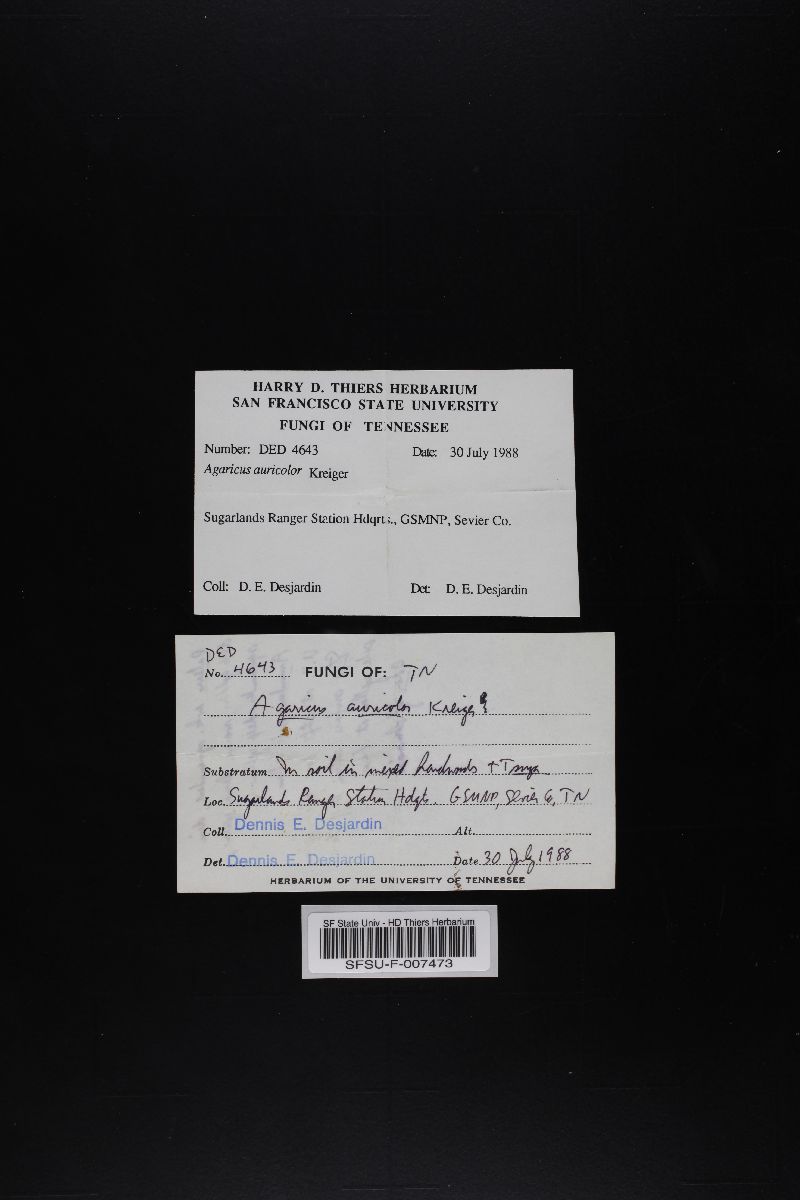 HARRY D. THIERS HERBARIUM
SAN FRANCISCO STATE UNIVERSITY
FUNGI OF TENNESSEE
Number: DED 4643 Date: 30 July 1988
Agaricus auricolor Kreiger
Sugarlands Ranger Station Hdqrts., GSMNP, Sevier Co.
Coll: D. E. Desjardin Det: D. E. Desjardin
DED
No. 4643 FUNGI OF: TN
Agaricus auricolor Kreiger
Substratum In soil in mixed hardwoods + Tsuga
Loc. Sugarlands Ranger Station Hdqts. GSMNP, Sevier Co, TN
Coll. Dennis E. Desjardin Alt.
Det. Dennis E. Desjardin Date 30 July 1988
HERBARIUM OF THE UNIVERSITY OF TENNESSEE
SF State Univ - HD Thiers Herbarium
SFSU-F-007473